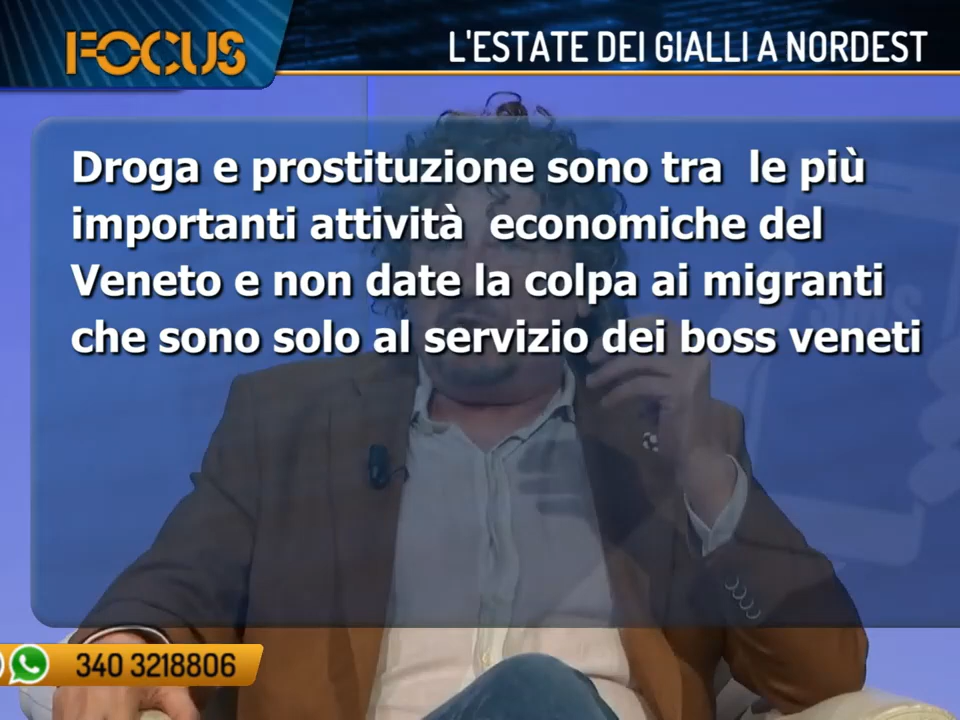 FOCUS
L'ESTATE DEI GIALLI A NORDEST
Droga e prostituzione sono tra le più
importanti attività economiche del
Veneto e non date la colpa ai migranti
che sono solo al servizio dei boss veneti
340 3218806